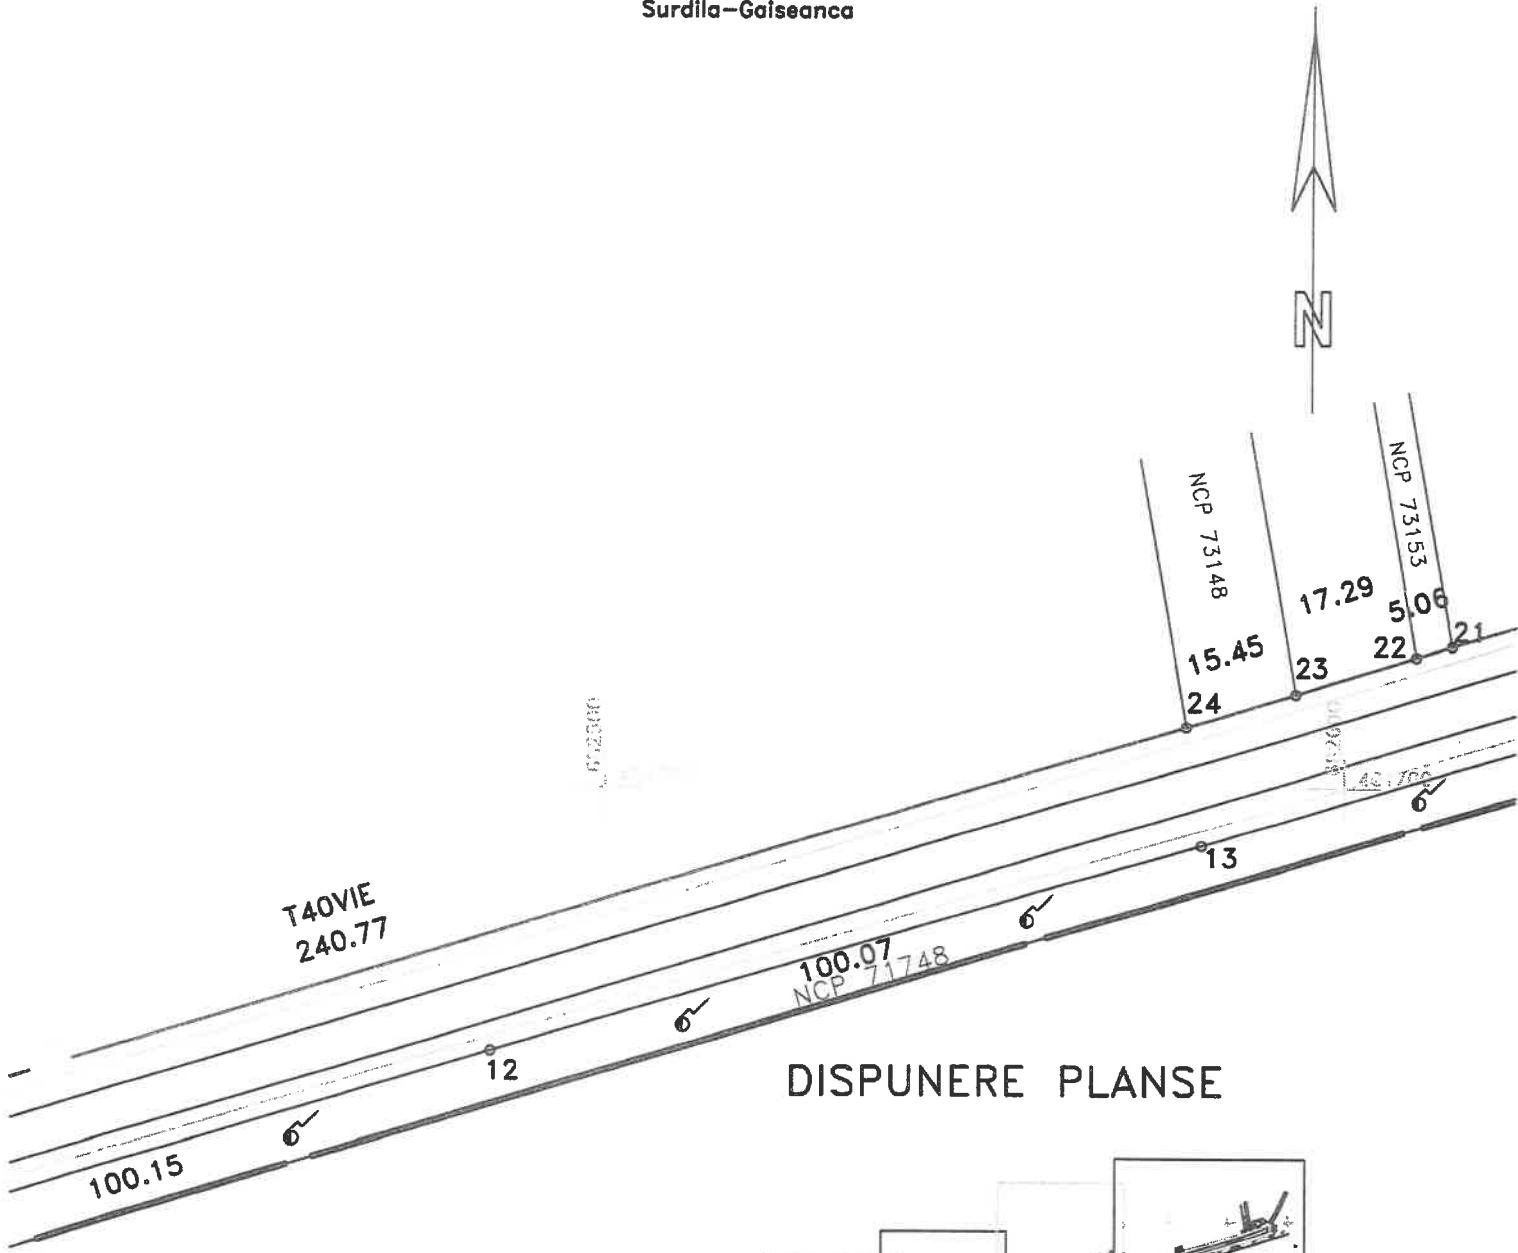 Surdila-Gaiseanca
N
NCP 73148
NCP 73153
17.29
5.06
15.45
21
22
23
24
13
T40VIE
240.77
100.07
NCP 71748
12
100.15
DISPUNERE PLANSE